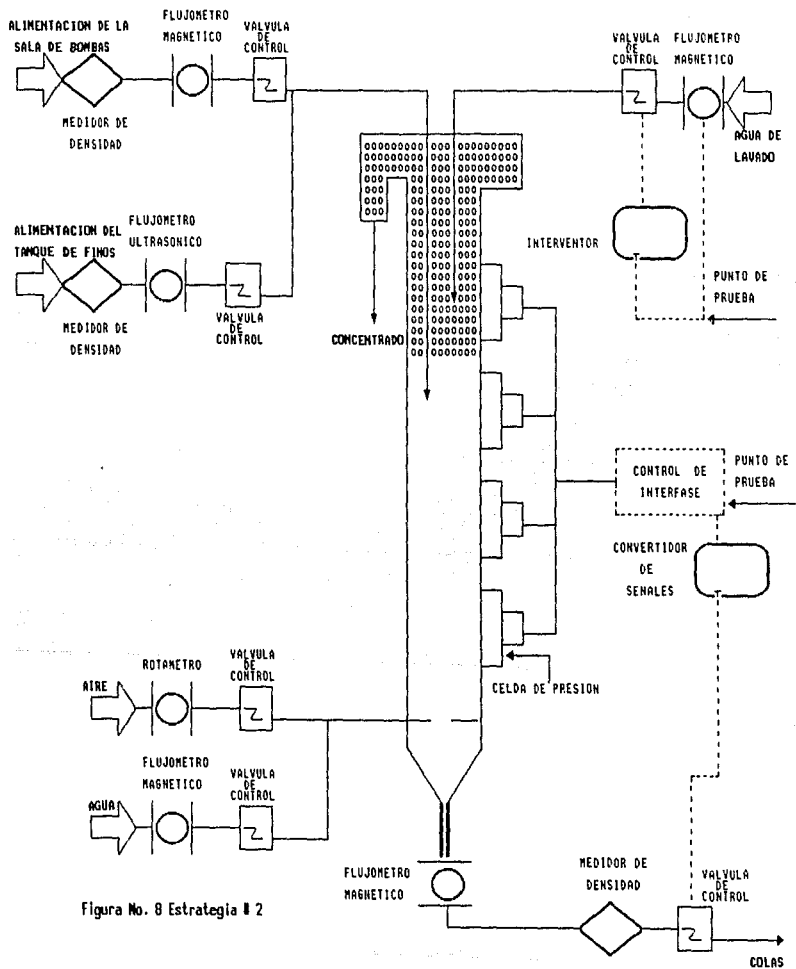 ALIMENTACION DE LA
SALA DE BOMBAS
FLUJOMETRO
MAGNETICO
VALVULA
DE
CONTROL
MEDIDOR DE
DENSIDAD
VALVULA
DE
CONTROL
FLUJOMETRO
MAGNETICO
AGUA DE
LAVADO
ALIMENTACION DEL
TANQUE DE FINOS
FLUJOMETRO
ULTRASONICO
VALVULA
DE
CONTROL
MEDIDOR DE
DENSIDAD
INTERVENTOR
PUNTO DE
PRUEBA
CONCENTRADO
CONTROL DE
INTERFASE
PUNTO DE
PRUEBA
CONVERTIDOR
DE
SENALES
CELDA DE PRESION
AIRE
ROTAMETRO
VALVULA
DE
CONTROL
AGUA
FLUJOMETRO
MAGNETICO
VALVULA
DE
CONTROL
FLUJOMETRO
MAGNETICO
MEDIDOR DE
DENSIDAD
VALVULA
DE
CONTROL
COLAS
Figura No. 8 Estrategia # 2